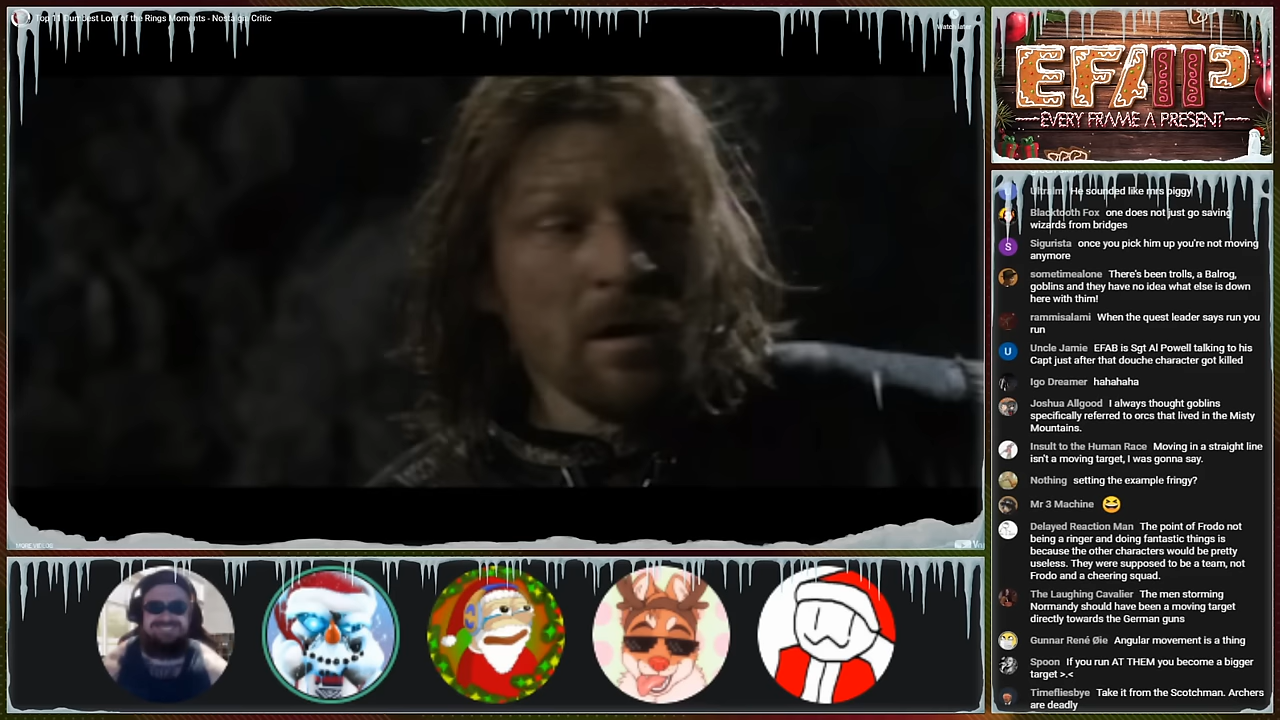 Top 11 Dumbest Lord of the Rings Moments - Nostalgia Critic
Watch later
MORE VIDEOS
EFAP
EVERY FRAME A PRESENT
Ultraim He sounded like mrs piggy
Blacktooth Fox one does not just go saving
wizards from bridges
S
Sigurista once you pick him up you're not moving
anymore
sometimealone There's been trolls, a Balrog,
goblins and they have no idea what else is down
here with thim!
rammisalami When the quest leader says run you
run
U
Uncle Jamie EFAB is Sgt Al Powell talking to his
Capt just after that douche character got killed
Igo Dreamer hahahaha
Joshua Allgood I always thought goblins
specifically referred to orcs that lived in the Misty
Mountains.
Insult to the Human Race Moving in a straight line
isn't a moving target, I was gonna say.
Nothing setting the example fringy?
Mr 3 Machine 😆
Delayed Reaction Man The point of Frodo not
being a ringer and doing fantastic things is
because the other characters would be pretty
useless. They were supposed to be a team, not
Frodo and a cheering squad.
The Laughing Cavalier The men storming
Normandy should have been a moving target
directly towards the German guns
Gunnar René Øie Angular movement is a thing
Spoon If you run AT THEM you become a bigger
target >.<
Timefliesbye Take it from the Scotchman. Archers
are deadly